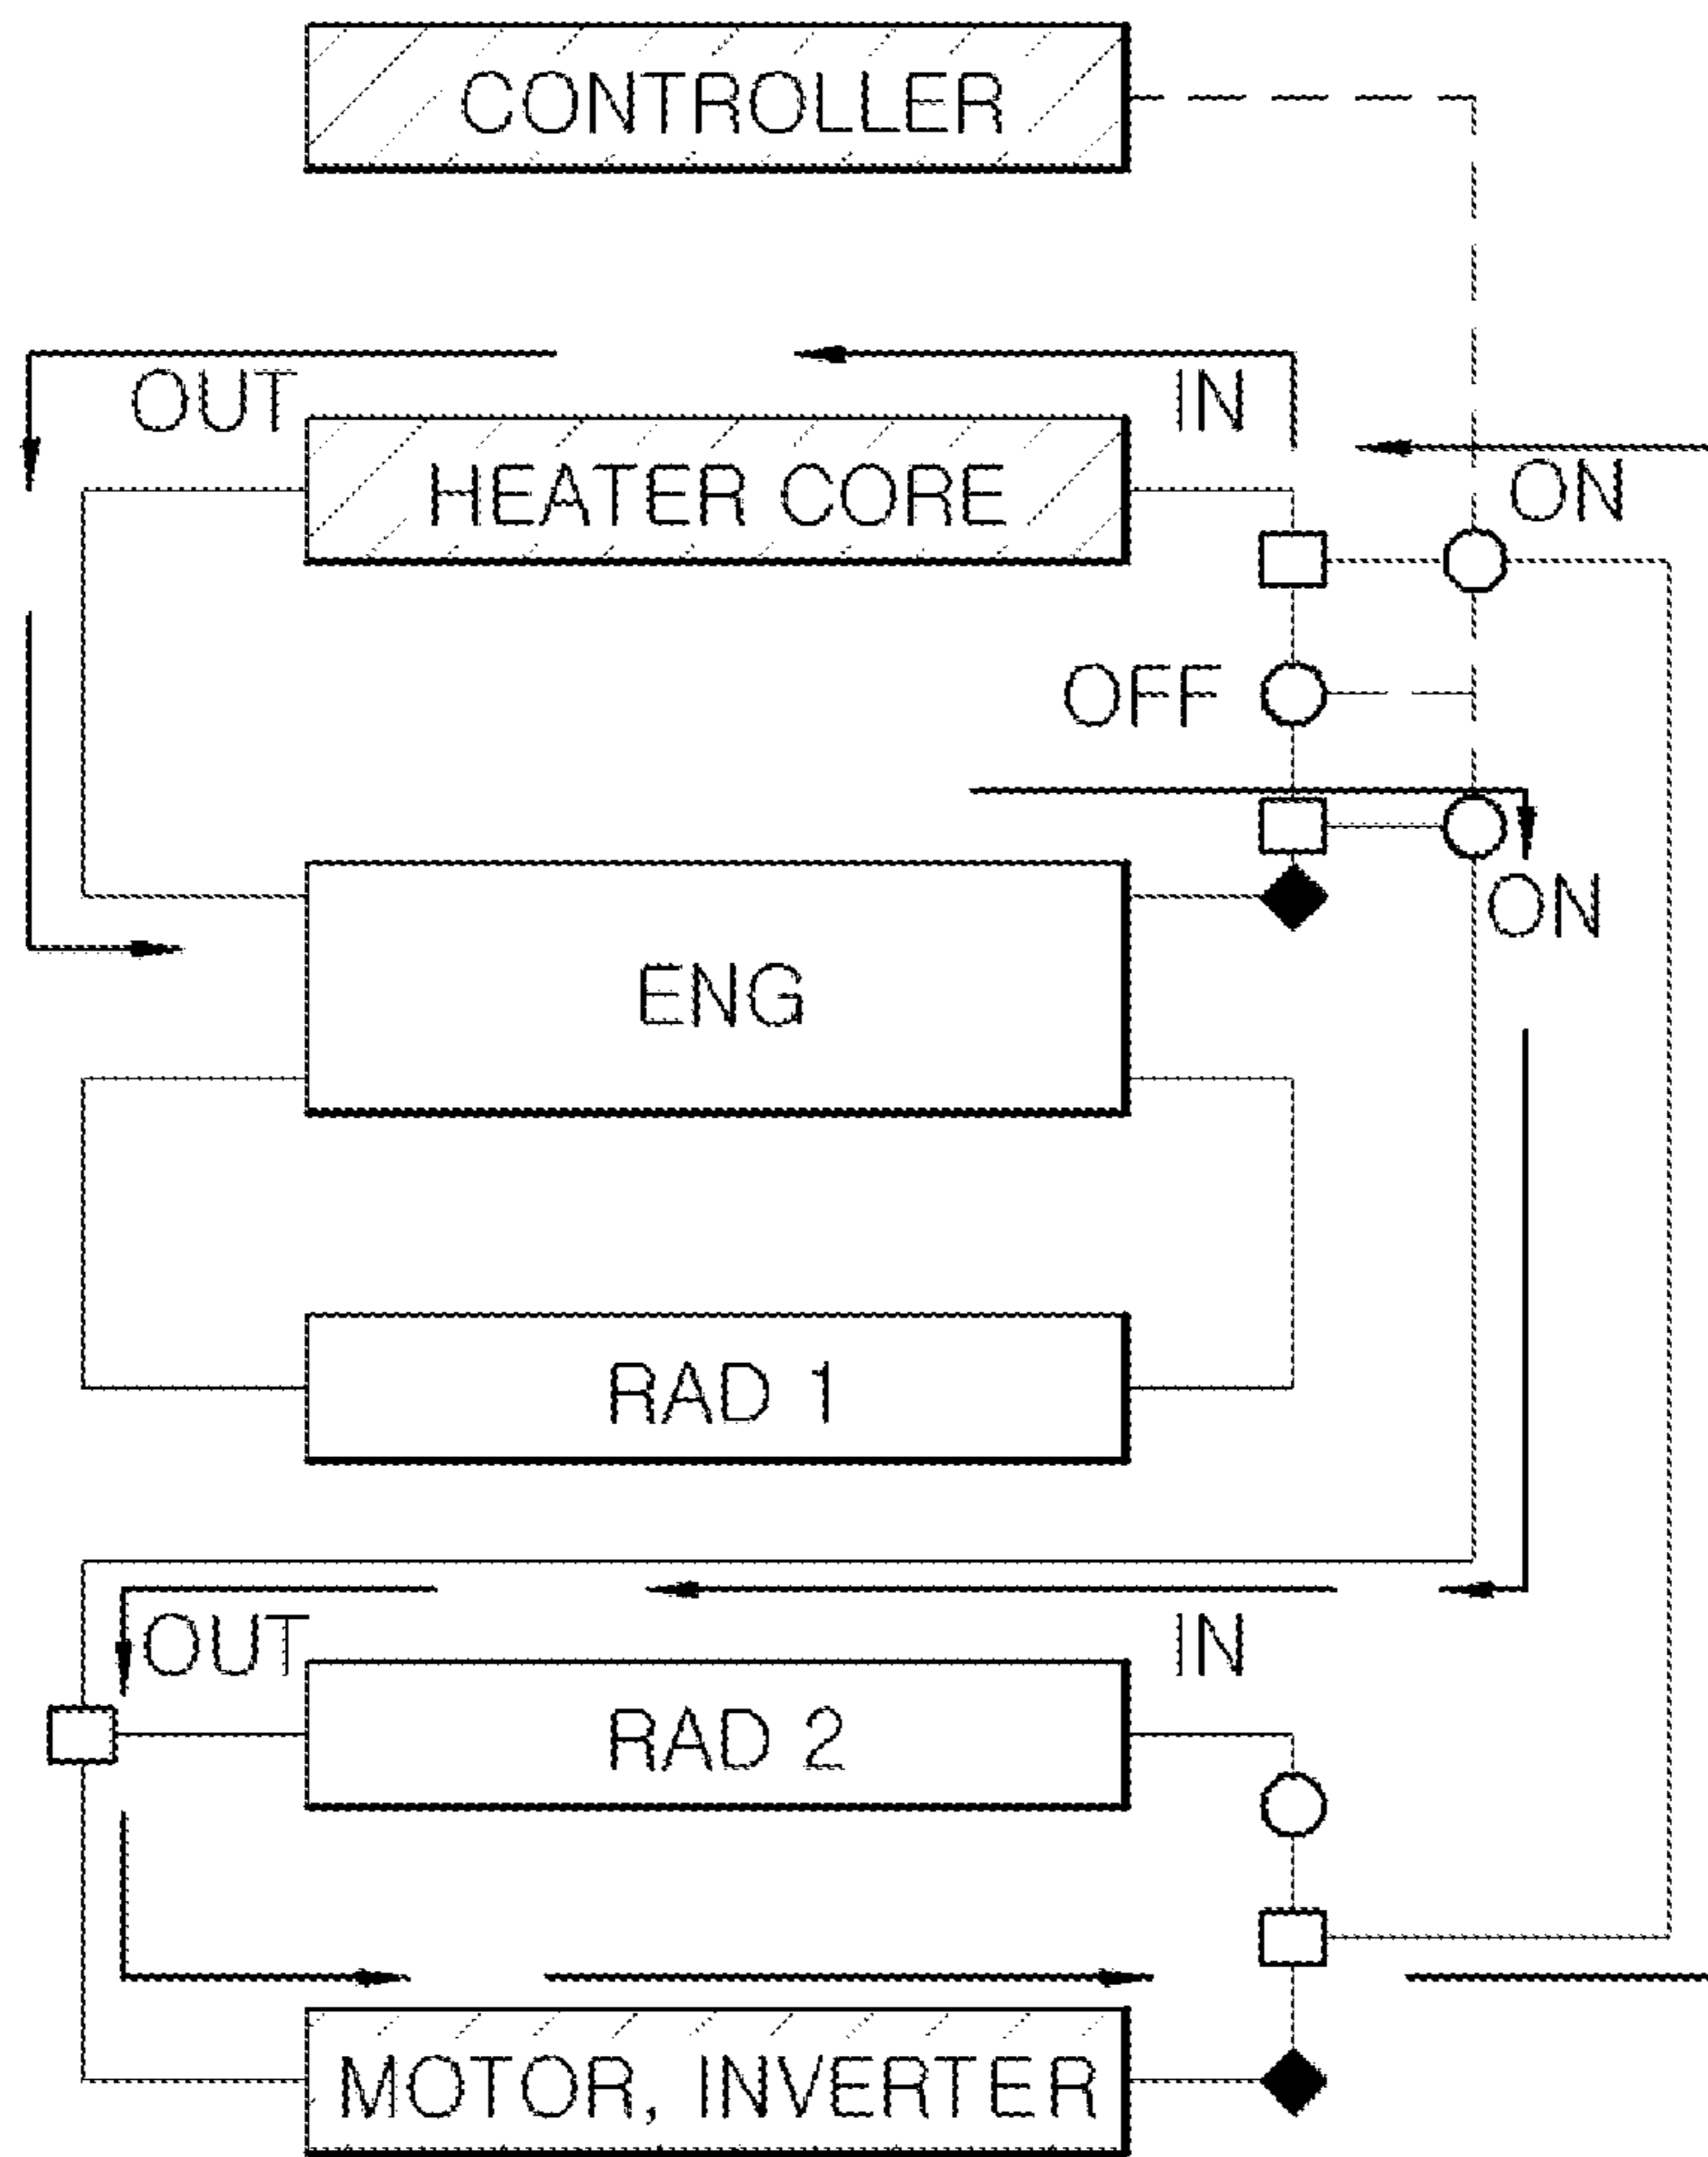 CONTROLLER
OUT
IN
HEATER CORE
ON
OFF
ON
ENG
RAD 1
OUT
IN
RAD 2
MOTOR, INVERTER